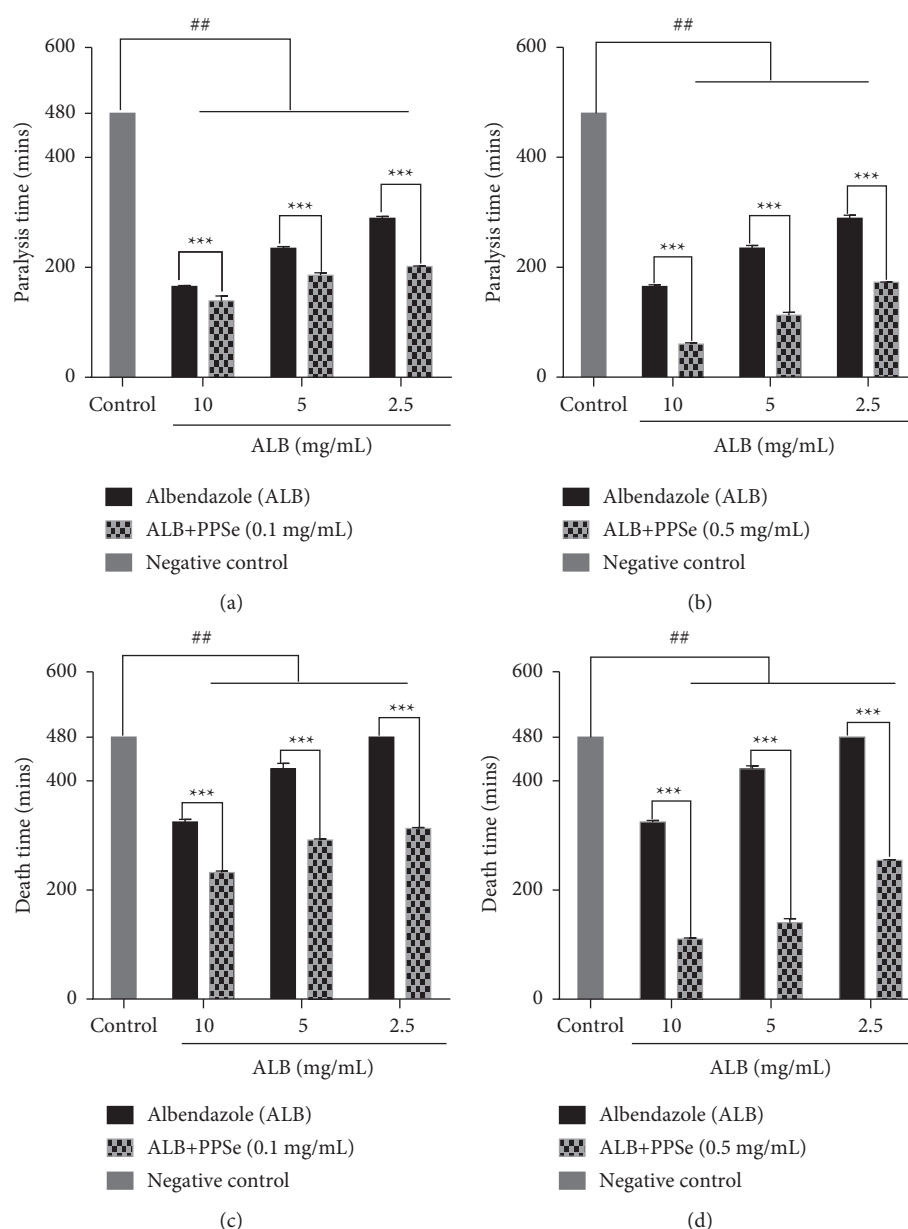 ##
600
480
400
200
0
Paralysis time (mins)
***
***
***
Control
10
5
2.5
ALB (mg/mL)
Albendazole (ALB)
ALB+PPSe (0.1 mg/mL)
Negative control
(a)
##
600
480
400
200
0
Paralysis time (mins)
***
***
***
Control
10
5
2.5
ALB (mg/mL)
Albendazole (ALB)
ALB+PPSe (0.5 mg/mL)
Negative control
(b)
##
600
480
400
200
0
Death time (mins)
***
***
***
Control
10
5
2.5
ALB (mg/mL)
Albendazole (ALB)
ALB+PPSe (0.1 mg/mL)
Negative control
(c)
##
600
480
400
200
0
Death time (mins)
***
***
***
Control
10
5
2.5
ALB (mg/mL)
Albendazole (ALB)
ALB+PPSe (0.5 mg/mL)
Negative control
(d)